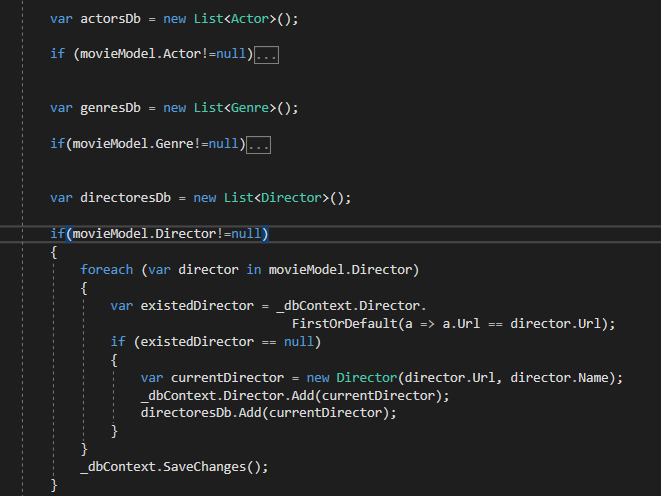 var actorsDb = new List<Actor>();
if (movieModel.Actor!=null)...
var genresDb = new List<Genre>();
if(movieModel.Genre!=null)...
var directoresDb = new List<Director>();
if(movieModel.Director!=null)
{
foreach (var director in movieModel.Director)
{
var existedDirector = _dbContext.Director.
FirstOrDefault(a => a.Url == director.Url);
if (existedDirector == null)
{
var currentDirector = new Director(director.Url, director.Name);
_dbContext.Director.Add(currentDirector);
directoresDb.Add(currentDirector);
}
}
_dbContext.SaveChanges();
}